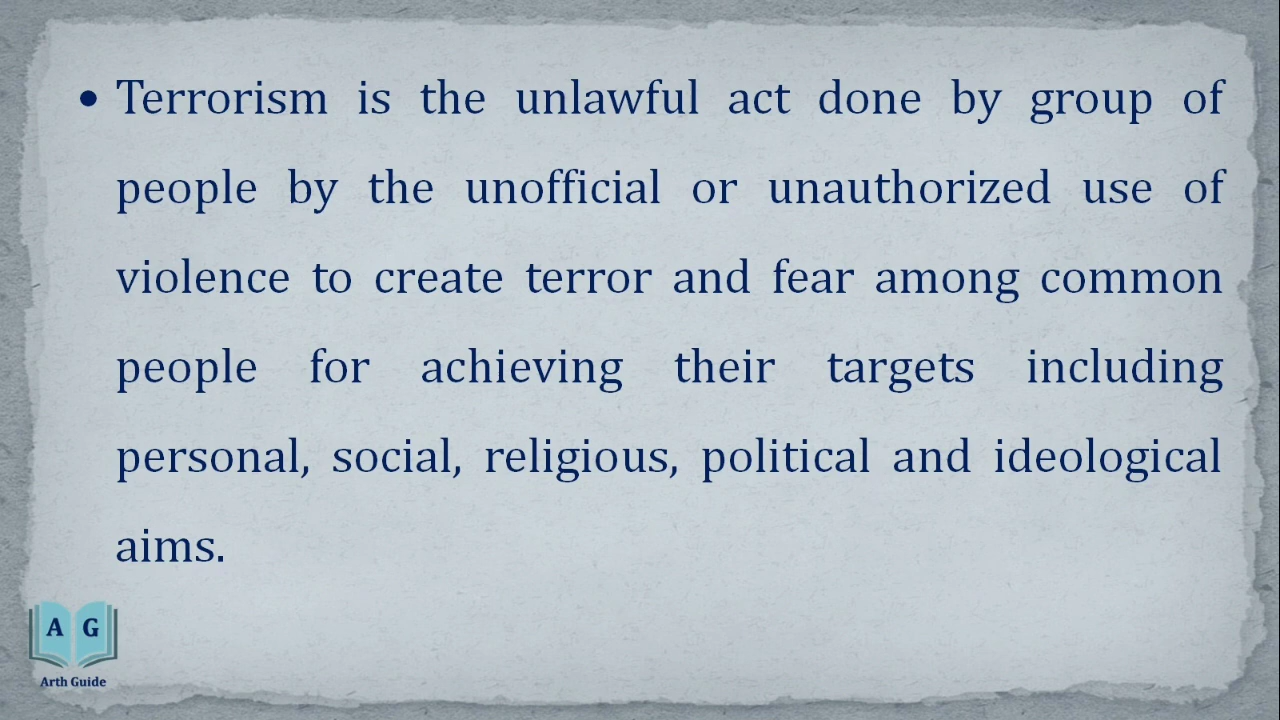 • Terrorism is the unlawful act done by group of
people by the unofficial or unauthorized use of
violence to create terror and fear among common
people for achieving their targets including
personal, social, religious, political and ideological
aims.
A G
Arth Guide